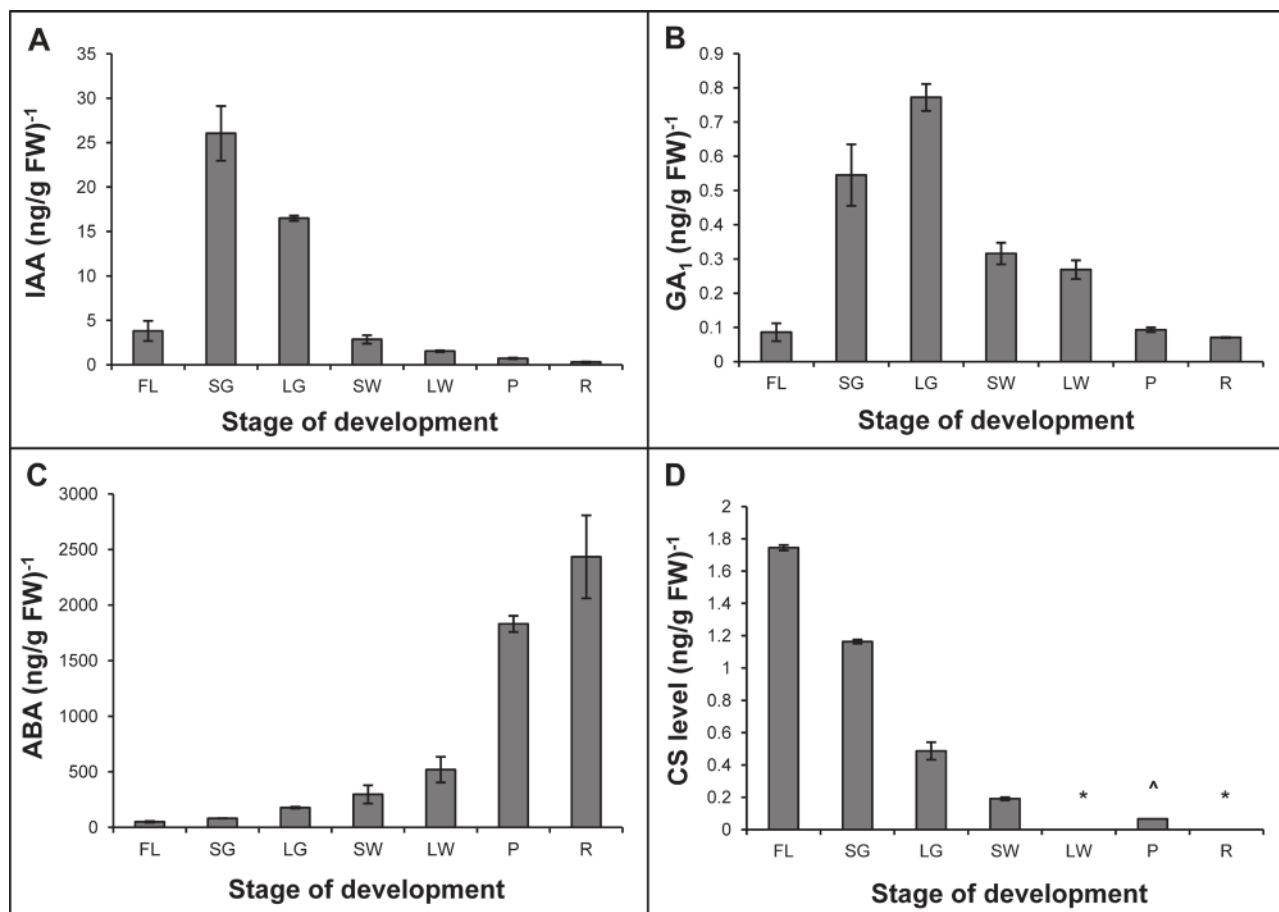 A
35
30
25
20
15
10
5
0
IAA (ng/g FW)-1
FL SG LG SW LW P R
Stage of development
B
0.9
0.8
0.7
0.6
0.5
0.4
0.3
0.2
0.1
0
GA1 (ng/g FW)-1
FL SG LG SW LW P R
Stage of development
C
3000
2500
2000
1500
1000
500
0
ABA (ng/g FW)-1
FL SG LG SW LW P R
Stage of development
D
2
1.8
1.6
1.4
1.2
1
0.8
0.6
0.4
0.2
0
CS level (ng/g FW)-1
* ^ *
FL SG LG SW LW P R
Stage of development